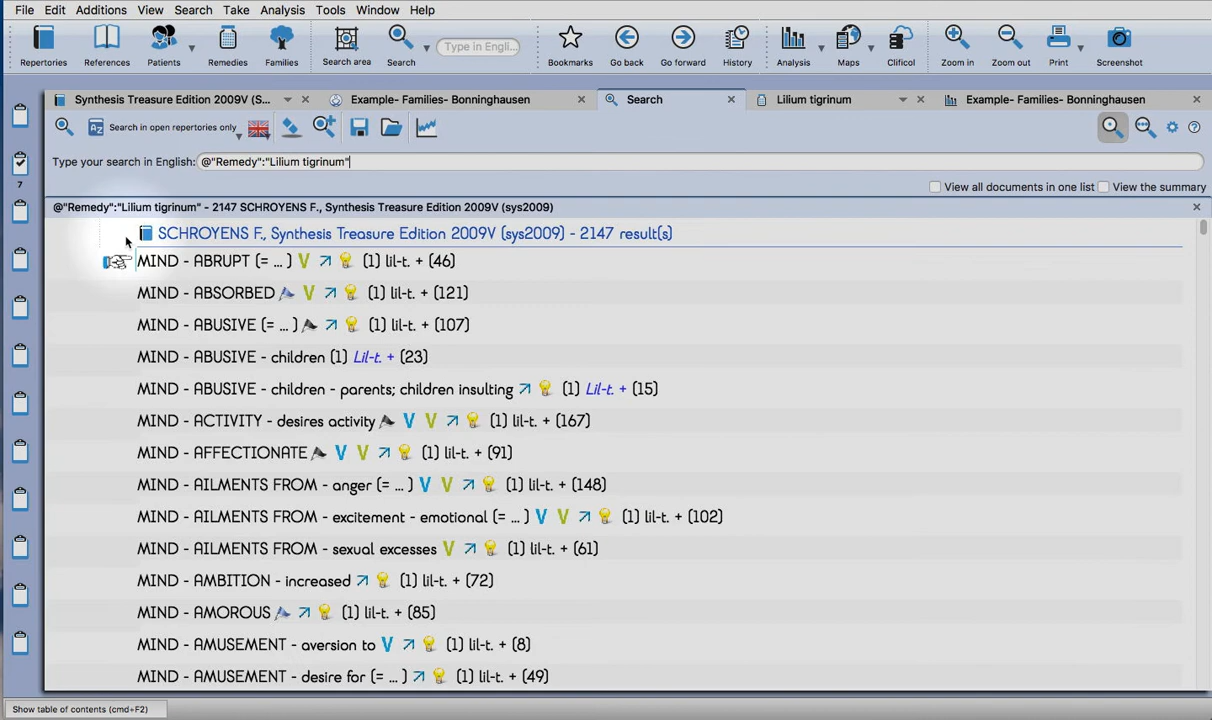 File Edit Additions View Search Take Analysis Tools Window Help
Type in Engli...
Repertories References Patients Remedies Families Search area Search Bookmarks Go back Go forward History Analysis Maps Clificol Zoom in Zoom out Print Screenshot
Synthesis Treasure Edition 2009V (S... Example- Families- Bonninghausen Search Lilium tigrinum Example- Families- Bonninghausen
Search in open repertories only
Type your search in English: @"Remedy":"Lilium tigrinum"
View all documents in one list View the summary
@"Remedy":"Lilium tigrinum" - 2147 SCHROYENS F., Synthesis Treasure Edition 2009V (sys2009)
SCHROYENS F., Synthesis Treasure Edition 2009V (sys2009) - 2147 result(s)
MIND - ABRUPT (= ... ) V (1) lil-t. + (46)
MIND - ABSORBED V (1) lil-t. + (121)
MIND - ABUSIVE (= ... ) (1) lil-t. + (107)
MIND - ABUSIVE - children (1) Lil-t. + (23)
MIND - ABUSIVE - children - parents; children insulting (1) Lil-t. + (15)
MIND - ACTIVITY - desires activity V V (1) lil-t. + (167)
MIND - AFFECTIONATE V V (1) lil-t. + (91)
MIND - AILMENTS FROM - anger (= ... ) V V (1) lil-t. + (148)
MIND - AILMENTS FROM - excitement - emotional (= ... ) V V (1) lil-t. + (102)
MIND - AILMENTS FROM - sexual excesses V (1) lil-t. + (61)
MIND - AMBITION - increased (1) lil-t. + (72)
MIND - AMOROUS (1) lil-t. + (85)
MIND - AMUSEMENT - aversion to V (1) lil-t. + (8)
MIND - AMUSEMENT - desire for (= ... ) (1) lil-t. + (49)
7
Show table of contents (cmd+F2)